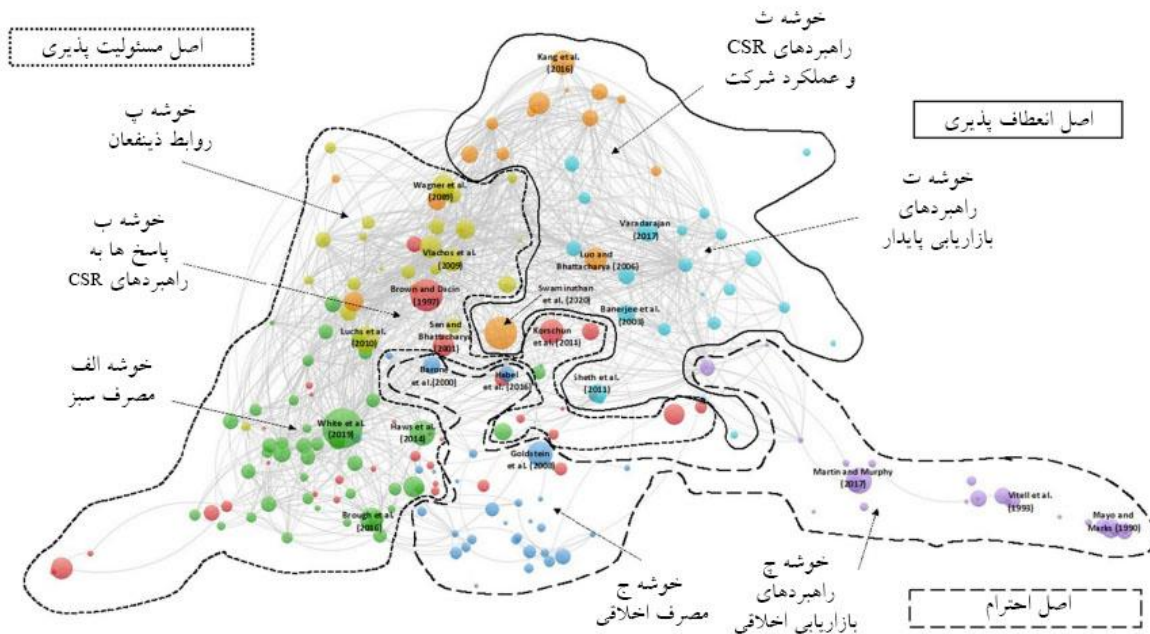 اصل مسئولیت پذیری
خوشه ث
راهبردهای CSR
و عملکرد شرکت
Kang et al.
(2016)
خوشه پ
روابط ذینفعان
اصل انعطاف پذیری
خوشه ت
راهبردهای
بازاریابی پایدار
Wagner et al.
(2009)
Varadarajan
(2017)
خوشه ب
پاسخ ها به
راهبردهای CSR
Vlachos et al.
(2009)
Luo and
Bhattacharya (2006)
Brown and Dacin
(1997)
Swaminathan
et al. (2020)
Banerjee et al.
(2003)
Luchs et al.
(2010)
Sen and
Bhattacharya
(2001)
Korschun
et al. (2011)
خوشه الف
مصرف سبز
Barone
et al.(2000)
Habel
et al. (2016)
Sheth et al.
(2011)
White et al.
(2019)
Haws et al.
(2014)
Goldstein
et al. (2008)
Martin and Murphy
(2017)
Vitell et al.
(1993)
Mayo and
Marks (1990)
Brough et al.
(2016)
خوشه ج
مصرف اخلاقی
خوشه چ
راهبردهای
بازاریابی اخلاقی
اصل احترام